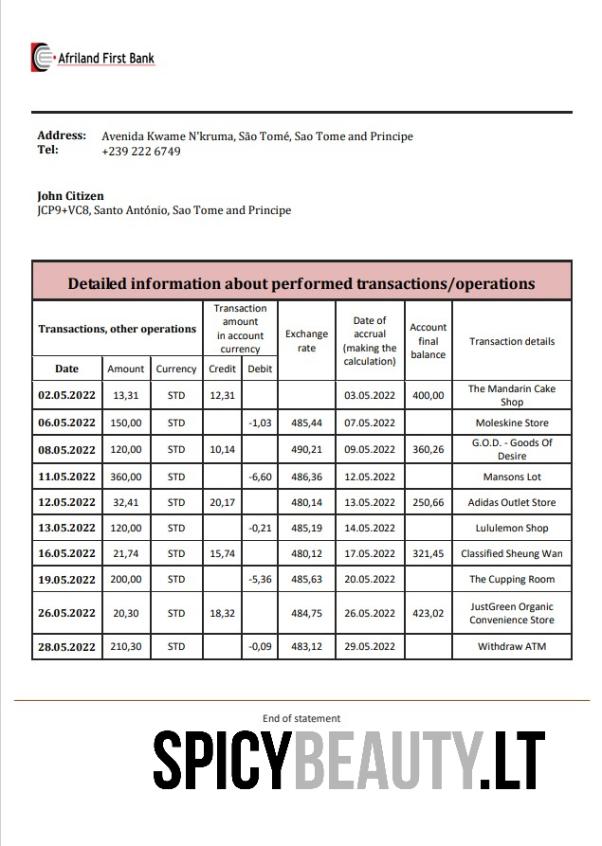 Afriland First Bank
Address: Avenida Kwame N'kruma, São Tomé, Sao Tome and Principe
Tel: +239 222 6749
John Citizen
JCP9+VC8, Santo António, Sao Tome and Principe
Detailed information about performed transactions/operations
Transactions, other operations
Transaction
amount
in account
currency
Exchange
rate
Date of
accrual
(making the
calculation)
Account
final
balance
Transaction details
Date Amount Currency Credit Debit
02.05.2022 13,31 STD 12,31 03.05.2022 400,00 The Mandarin Cake
Shop
06.05.2022 150,00 STD -1,03 485,44 07.05.2022 Moleskine Store
08.05.2022 120,00 STD 10,14 490,21 09.05.2022 360,26 G.O.D. - Goods Of
Desire
11.05.2022 360,00 STD -6,60 486,36 12.05.2022 Mansons Lot
12.05.2022 32,41 STD 20,17 480,14 13.05.2022 250,66 Adidas Outlet Store
13.05.2022 120,00 STD -0,21 485,19 14.05.2022 Lululemon Shop
16.05.2022 21,74 STD 15,74 480,12 17.05.2022 321,45 Classified Sheung Wan
19.05.2022 200,00 STD -5,36 485,63 20.05.2022 The Cupping Room
26.05.2022 20,30 STD 18,32 484,75 26.05.2022 423,02 JustGreen Organic
Convenience Store
28.05.2022 210,30 STD -0,09 483,12 29.05.2022 Withdraw ATM
End of statement
SPICYBEAUTY.LT